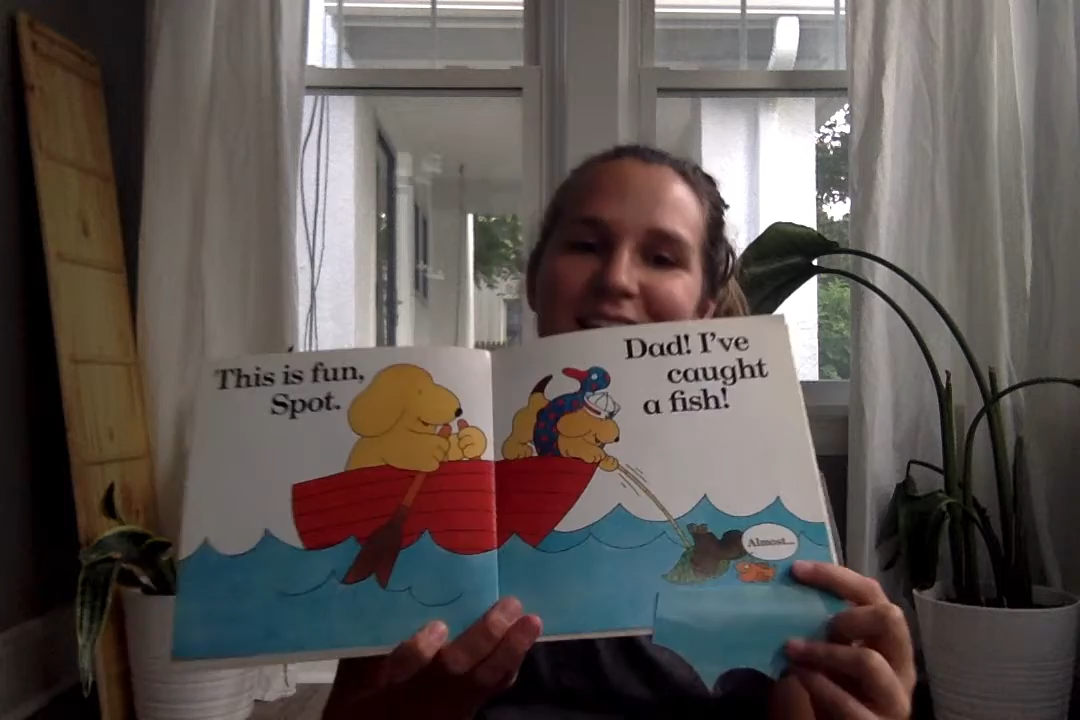 This is fun,
Spot.
Dad! I've
caught
a fish!
Almost...